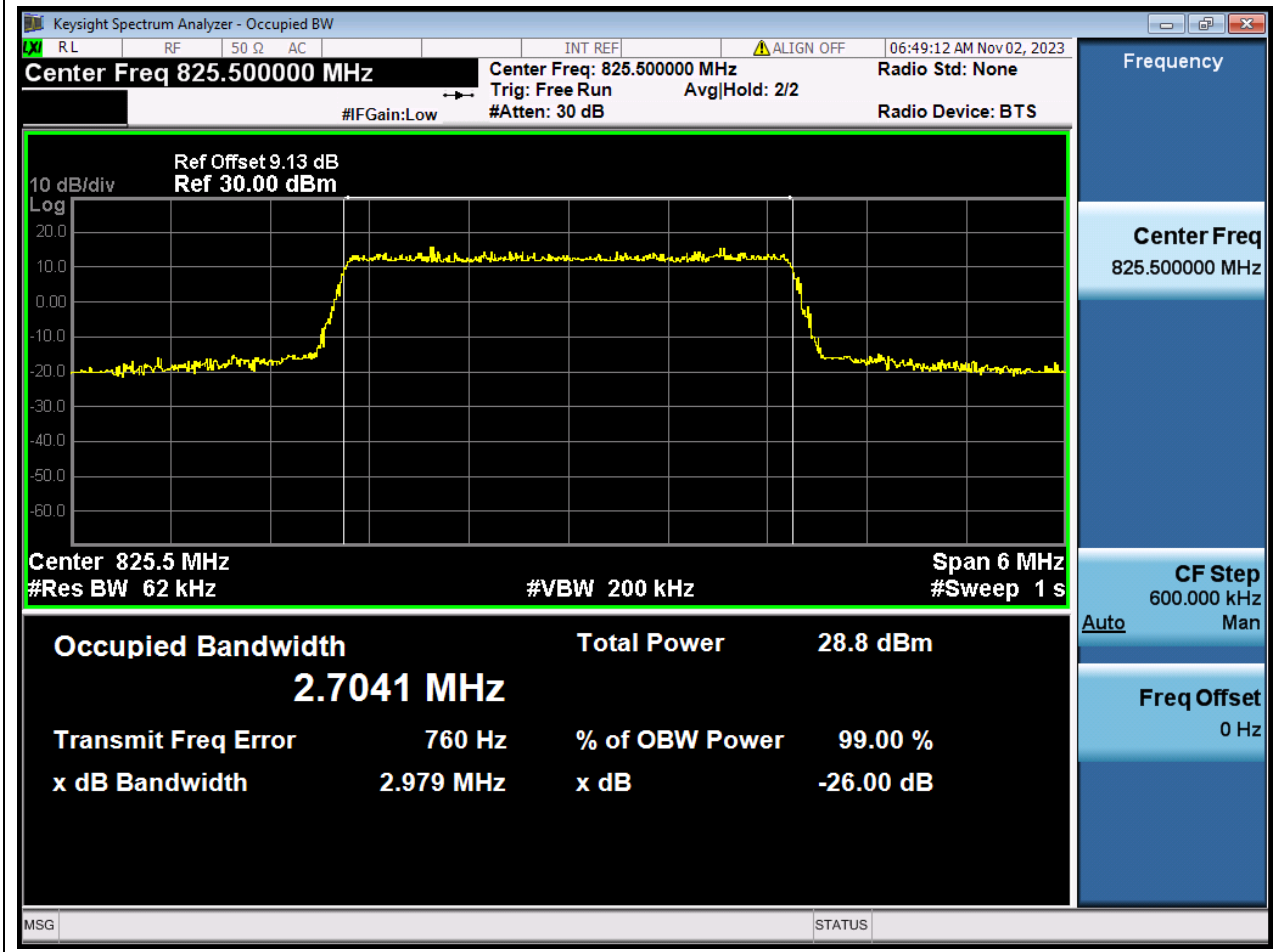 Keysight Spectrum Analyzer - Occupied BW
LXI RL RF 50 Ω AC INT REF ALIGN OFF 06:49:12 AM Nov 02, 2023
Center Freq 825.500000 MHz
Center Freq: 825.500000 MHz
Radio Std: None
Trig: Free Run Avg|Hold: 2/2
#IFGain:Low
#Atten: 30 dB
Radio Device: BTS
Ref Offset 9.13 dB
10 dB/div Ref 30.00 dBm
Log
20.0
10.0
0.00
-10.0
-20.0
-30.0
-40.0
-50.0
-60.0
Center 825.5 MHz Span 6 MHz
#Res BW 62 kHz #VBW 200 kHz #Sweep 1 s
Occupied Bandwidth Total Power 28.8 dBm
2.7041 MHz
Transmit Freq Error 760 Hz % of OBW Power 99.00 %
x dB Bandwidth 2.979 MHz x dB -26.00 dB
MSG STATUS
Frequency
Center Freq
825.500000 MHz
CF Step
600.000 kHz
Auto Man
Freq Offset
0 Hz